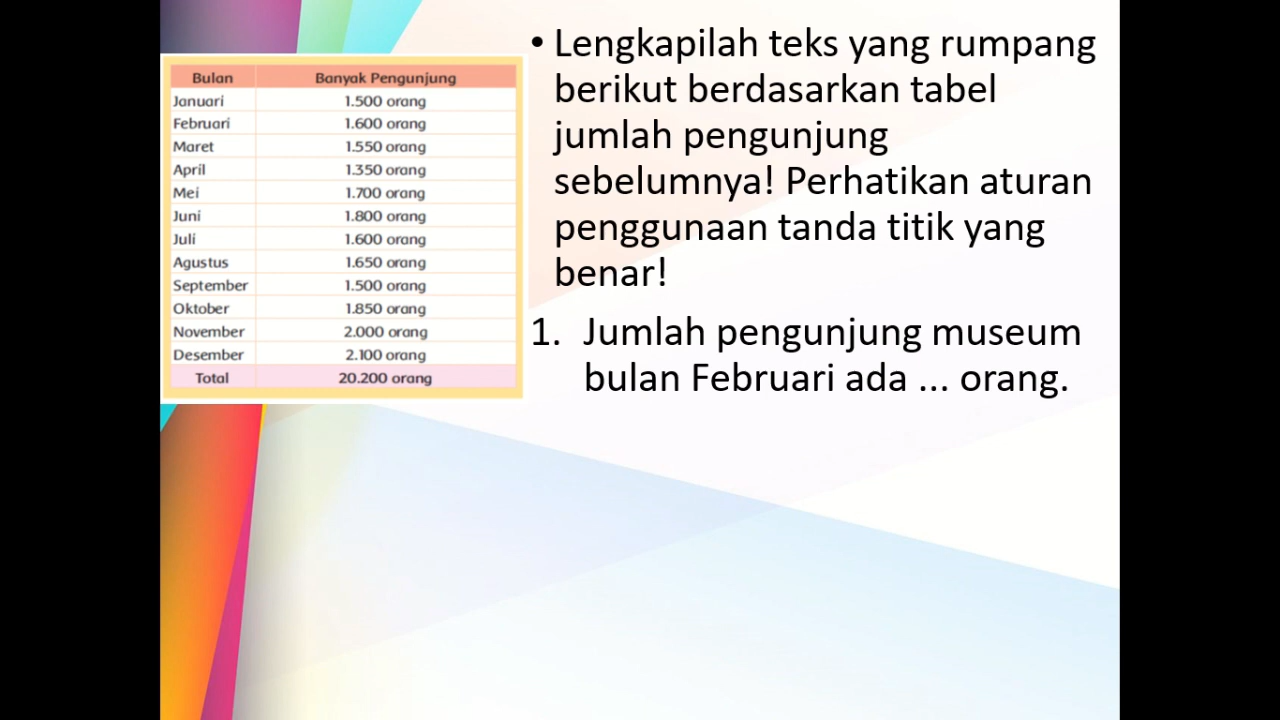 Bulan Banyak Pengunjung
Januari 1.500 orang
Februari 1.600 orang
Maret 1.550 orang
April 1.350 orang
Mei 1.700 orang
Juni 1.800 orang
Juli 1.600 orang
Agustus 1.650 orang
September 1.500 orang
Oktober 1.850 orang
November 2.000 orang
Desember 2.100 orang
Total 20.200 orang
• Lengkapilah teks yang rumpang
berikut berdasarkan tabel
jumlah pengunjung
sebelumnya! Perhatikan aturan
penggunaan tanda titik yang
benar!
1. Jumlah pengunjung museum
bulan Februari ada ... orang.